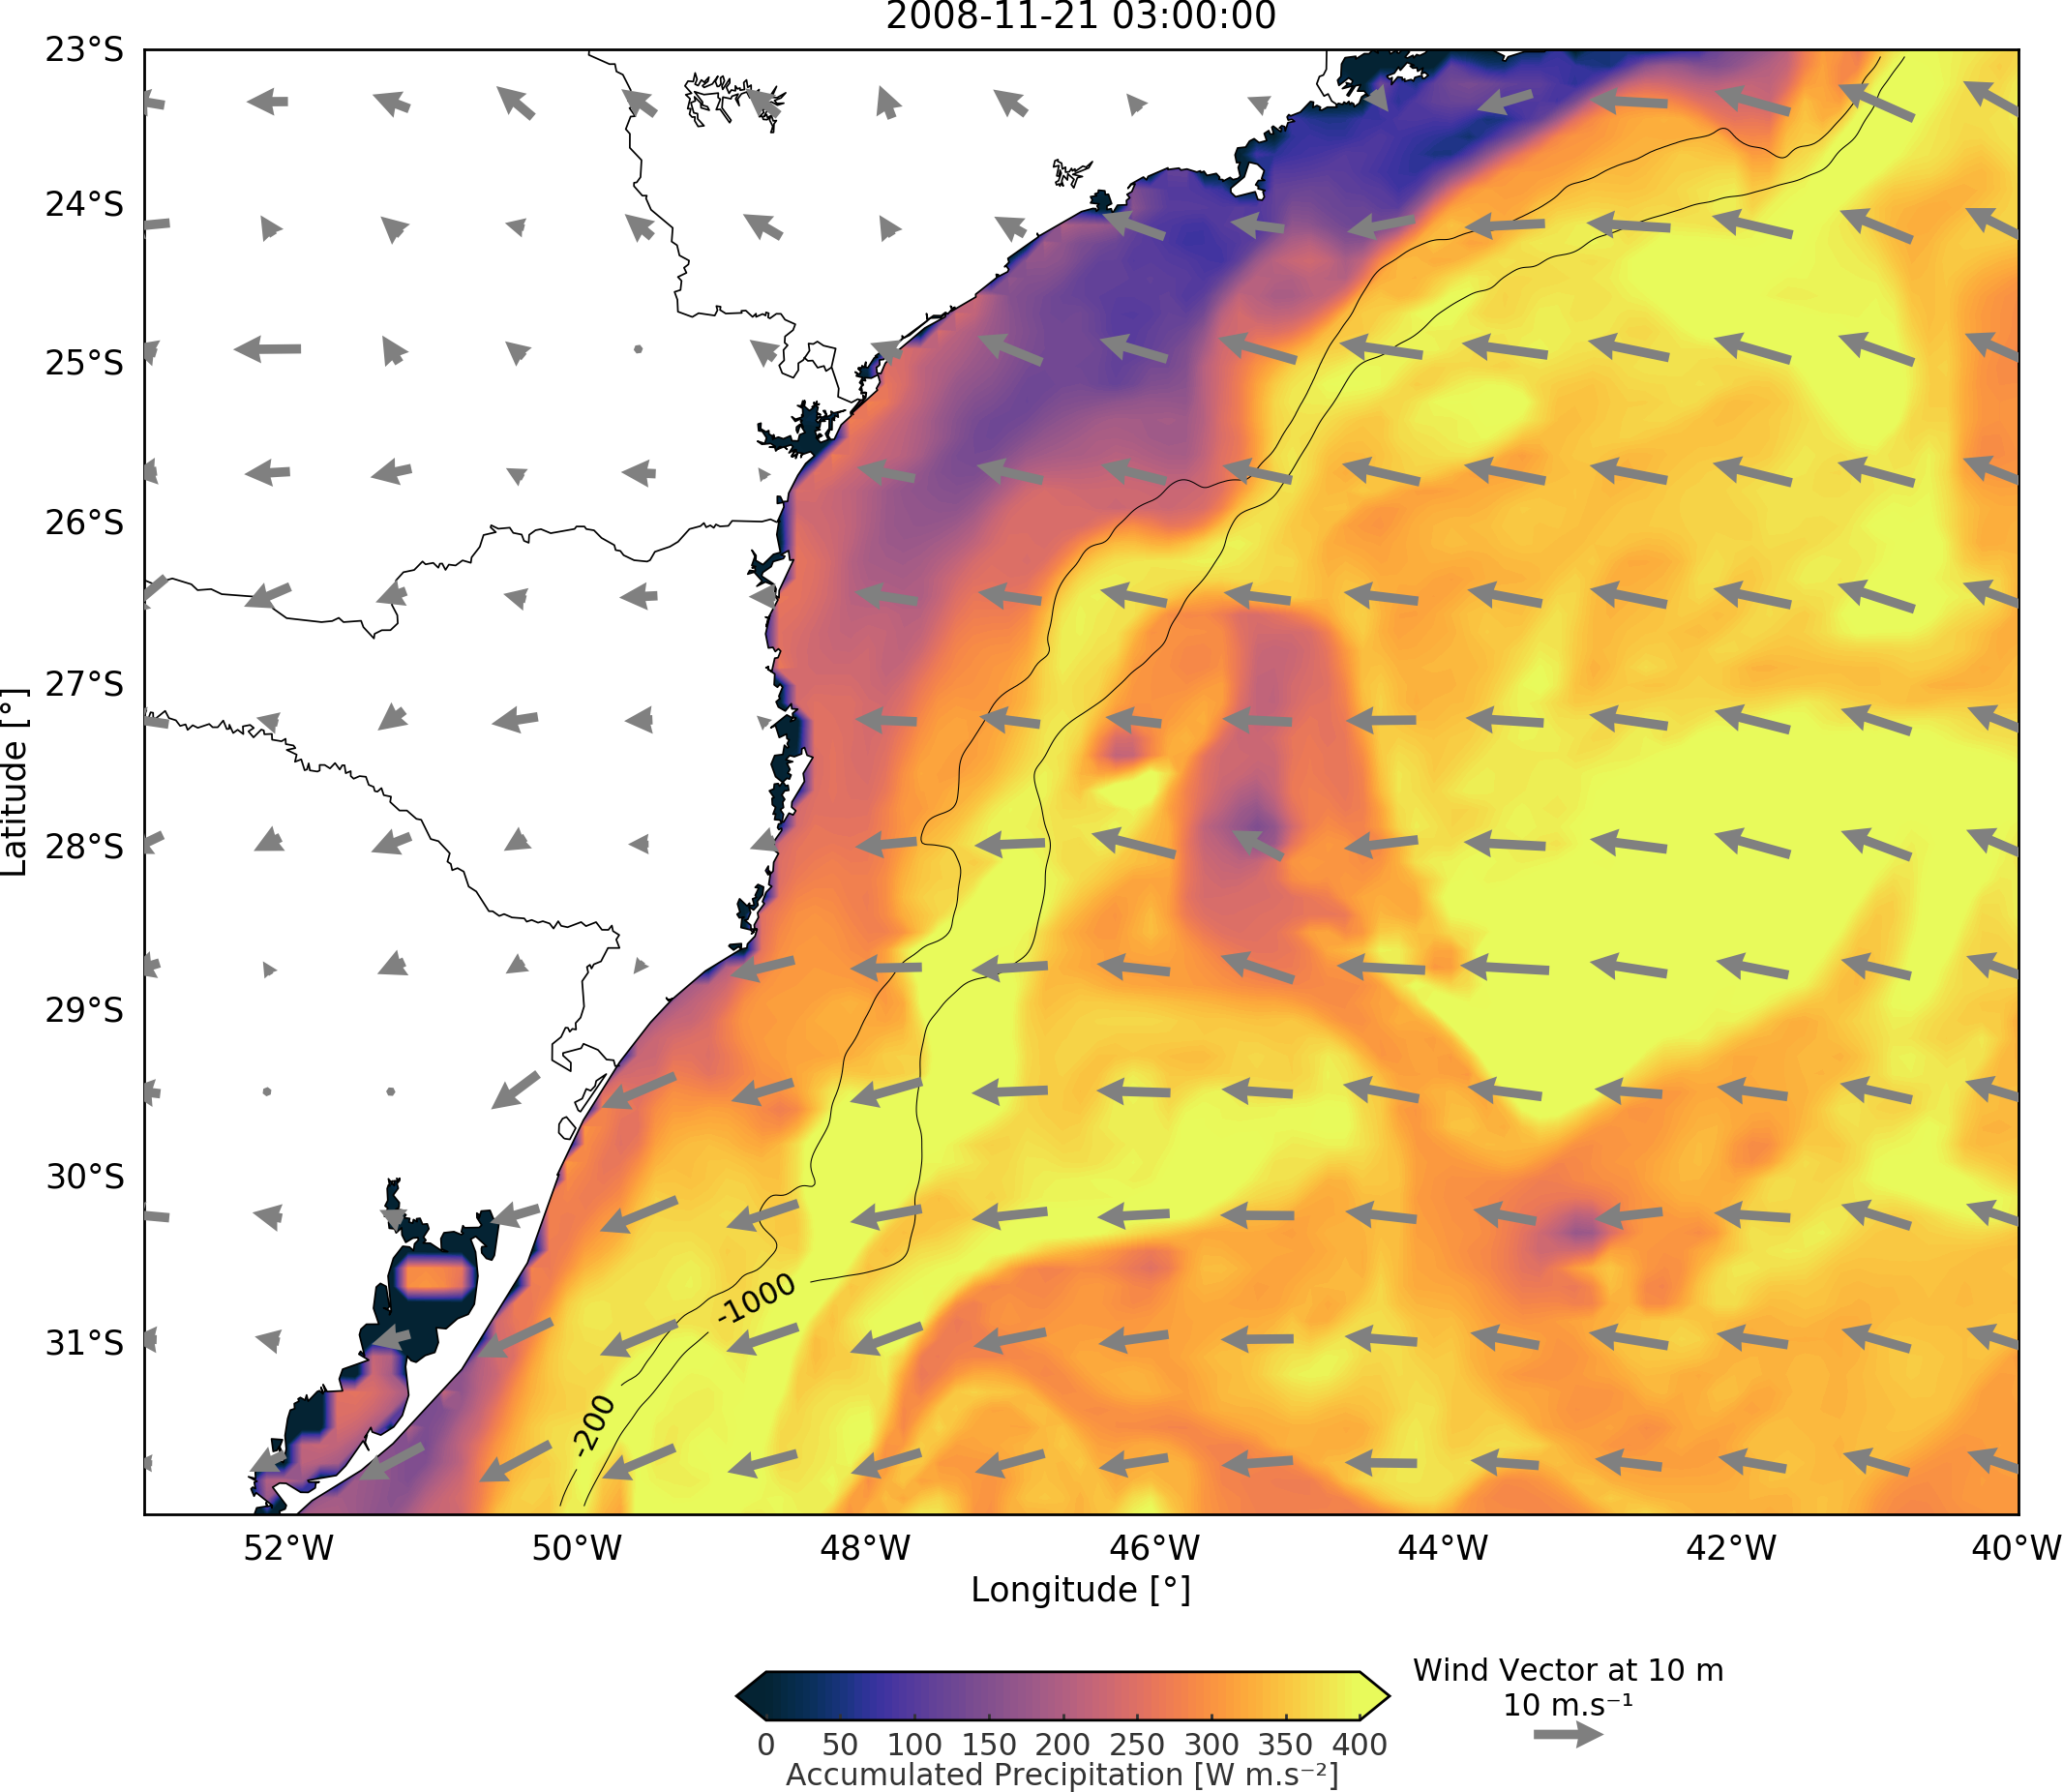 2008-11-21 03:00:00
23°S
24°S
25°S
26°S
27°S
28°S
29°S
30°S
31°S
Latitude [°]
-1000
-200
52°W 50°W 48°W 46°W 44°W 42°W 40°W
Longitude [°]
Wind Vector at 10 m
10 m.s⁻¹
0 50 100 150 200 250 300 350 400
Accumulated Precipitation [W m.s⁻²]